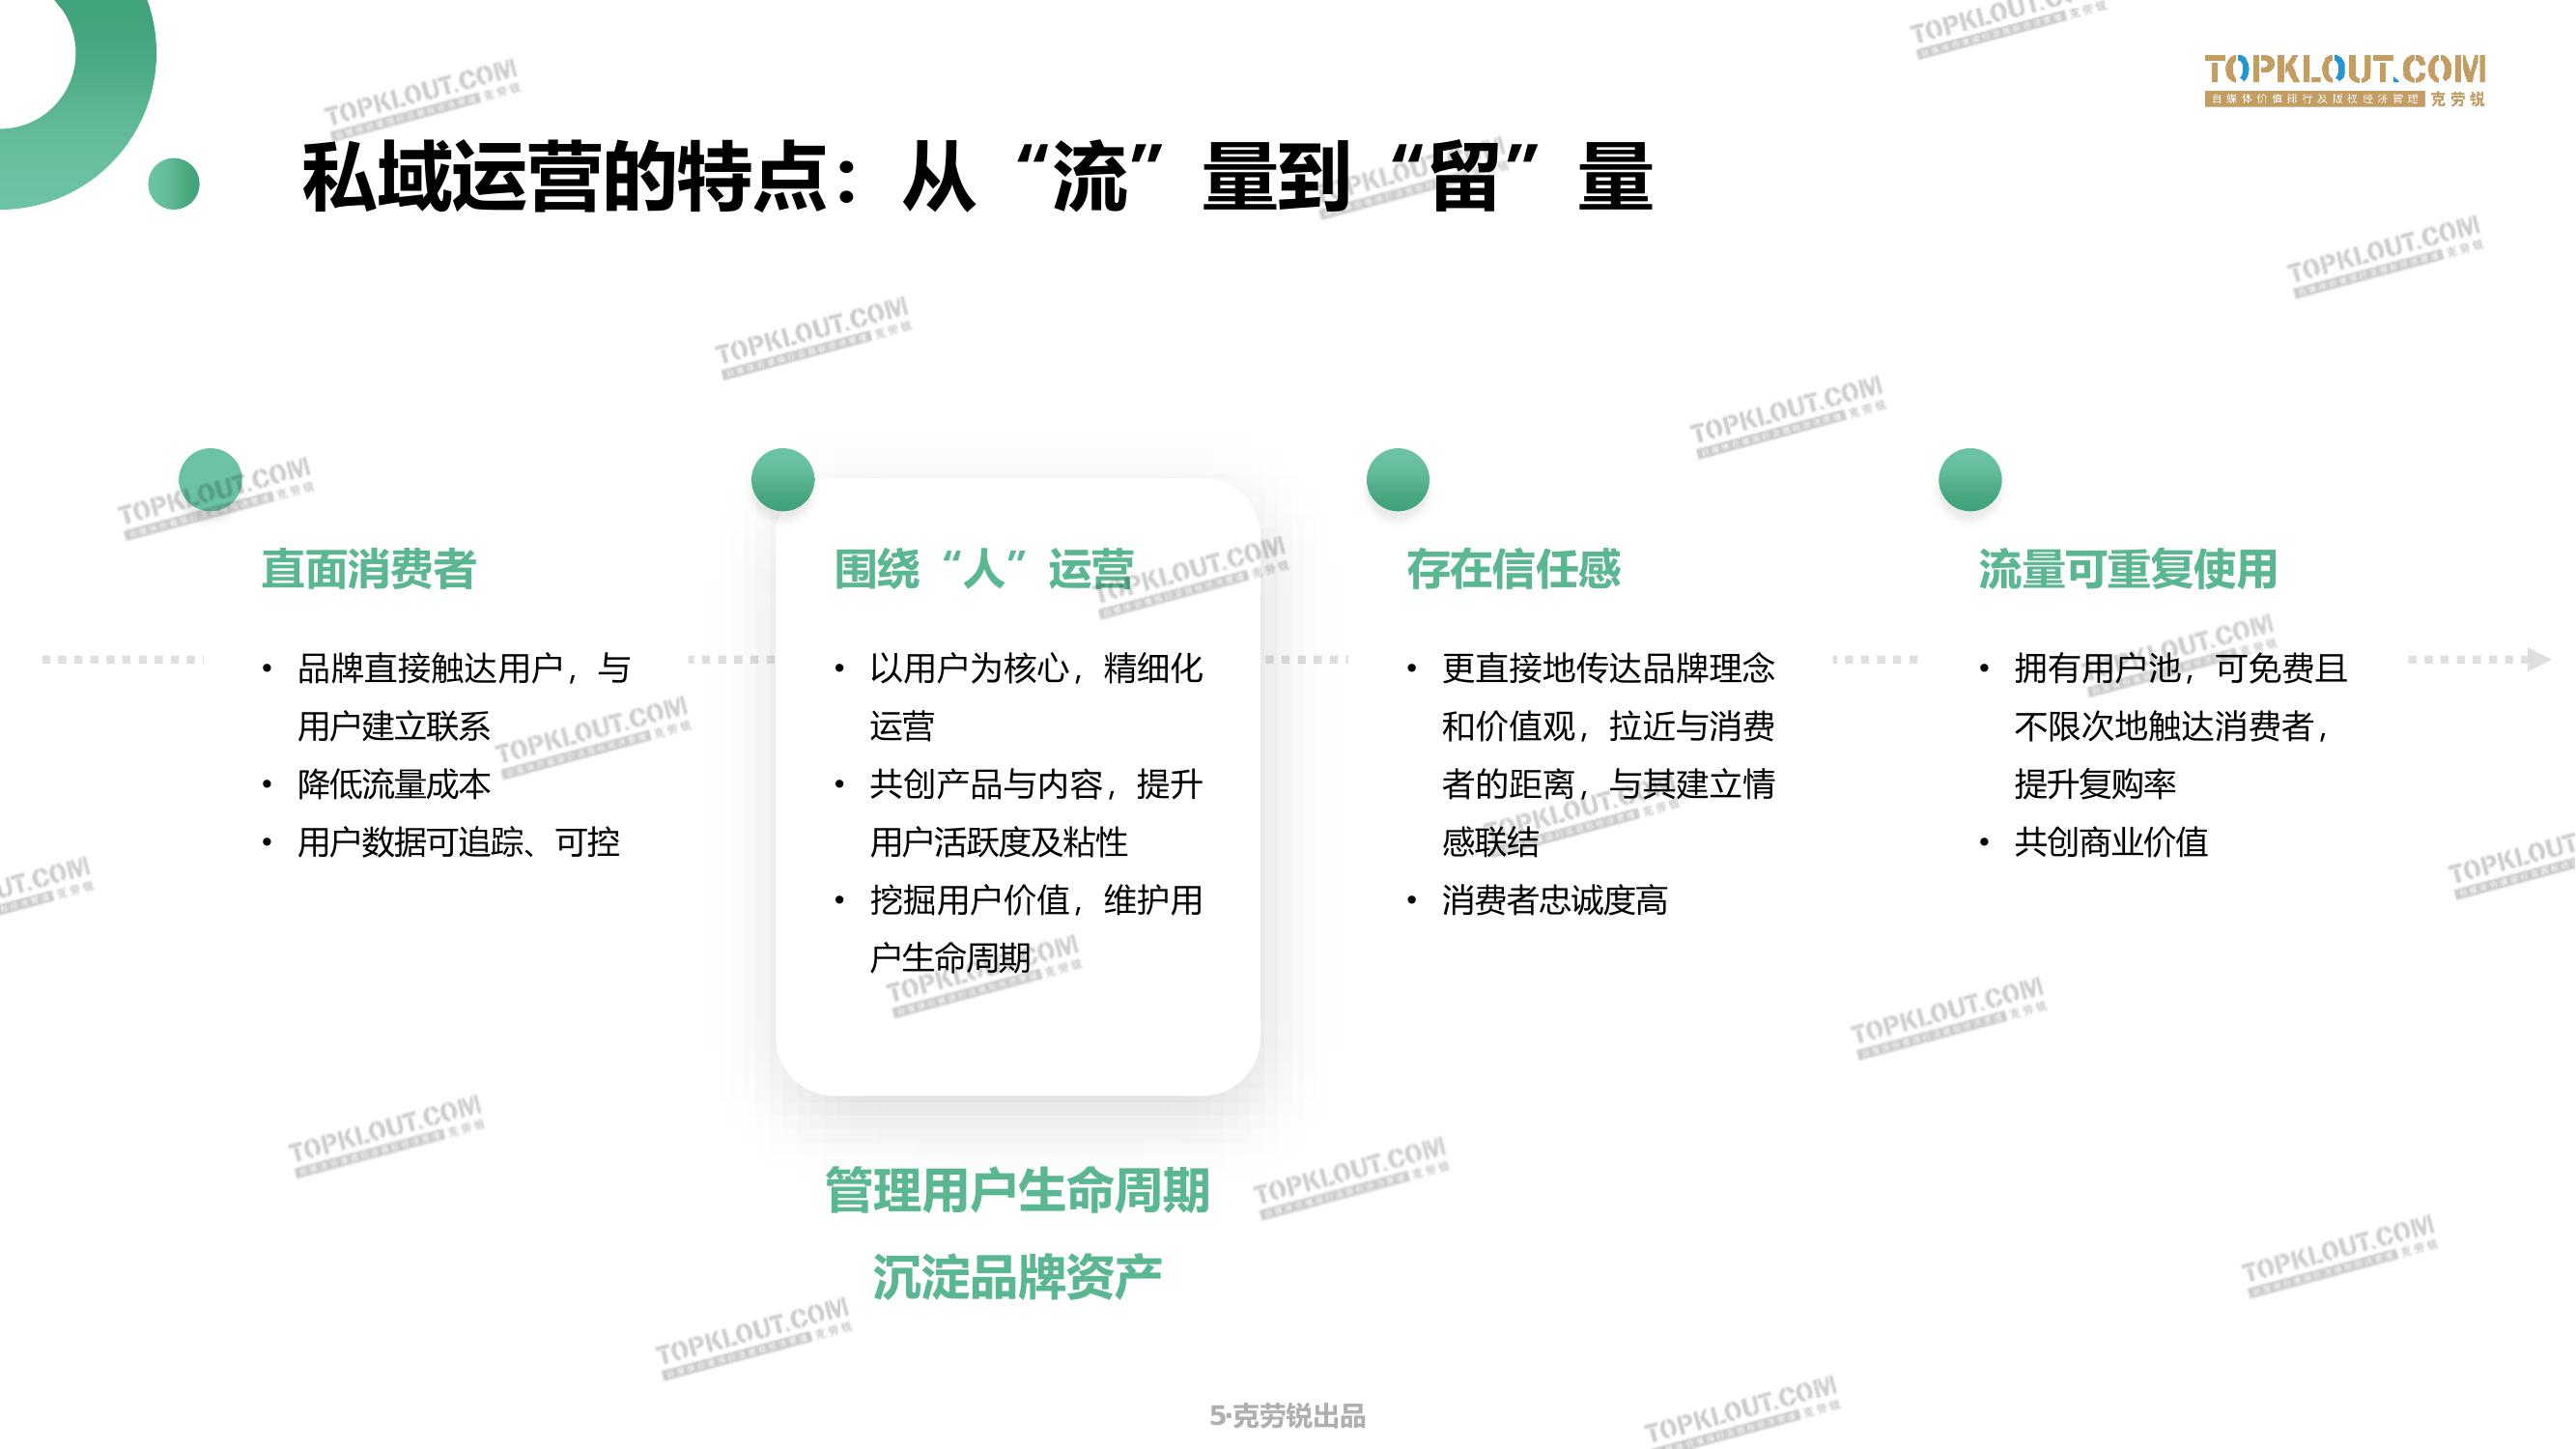 TOPKLOUT.COM
自媒体价值排行及版权经济管理 克劳锐
私域运营的特点：从“流”量到“留”量
直面消费者
• 品牌直接触达用户，与
用户建立联系
• 降低流量成本
• 用户数据可追踪、可控
围绕“人”运营
• 以用户为核心，精细化
运营
• 共创产品与内容，提升
用户活跃度及粘性
• 挖掘用户价值，维护用
户生命周期
存在信任感
• 更直接地传达品牌理念
和价值观，拉近与消费
者的距离，与其建立情
感联结
• 消费者忠诚度高
流量可重复使用
• 拥有用户池，可免费且
不限次地触达消费者，
提升复购率
• 共创商业价值
管理用户生命周期
沉淀品牌资产
5·克劳锐出品